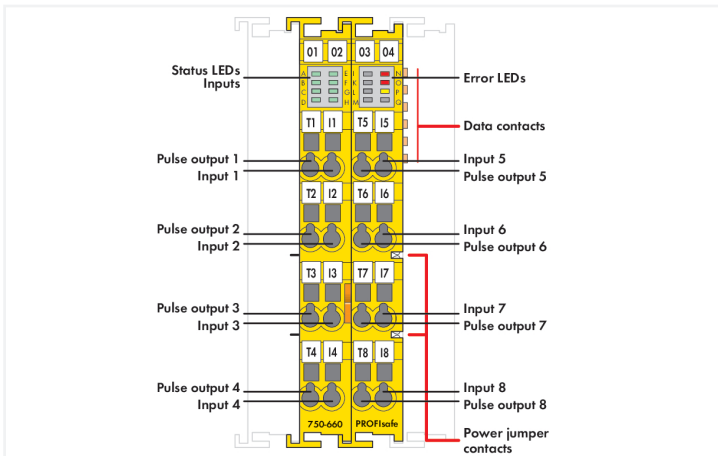 01 02 03 04
Status LEDs
Inputs
A E I N
B F K O
C G L P
D H M Q
Error LEDs
Data contacts
T1 I1 T5 I5
Pulse output 1
Input 1
Input 5
Pulse output 5
T2 I2 T6 I6
Pulse output 2
Input 2
Input 6
Pulse output 6
T3 I3 T7 I7
Pulse output 3
Input 3
Input 7
Pulse output 7
T4 I4 T8 I8
Pulse output 4
Input 4
Input 8
Pulse output 8
750-660 PROFIsafe
Power jumper
contacts